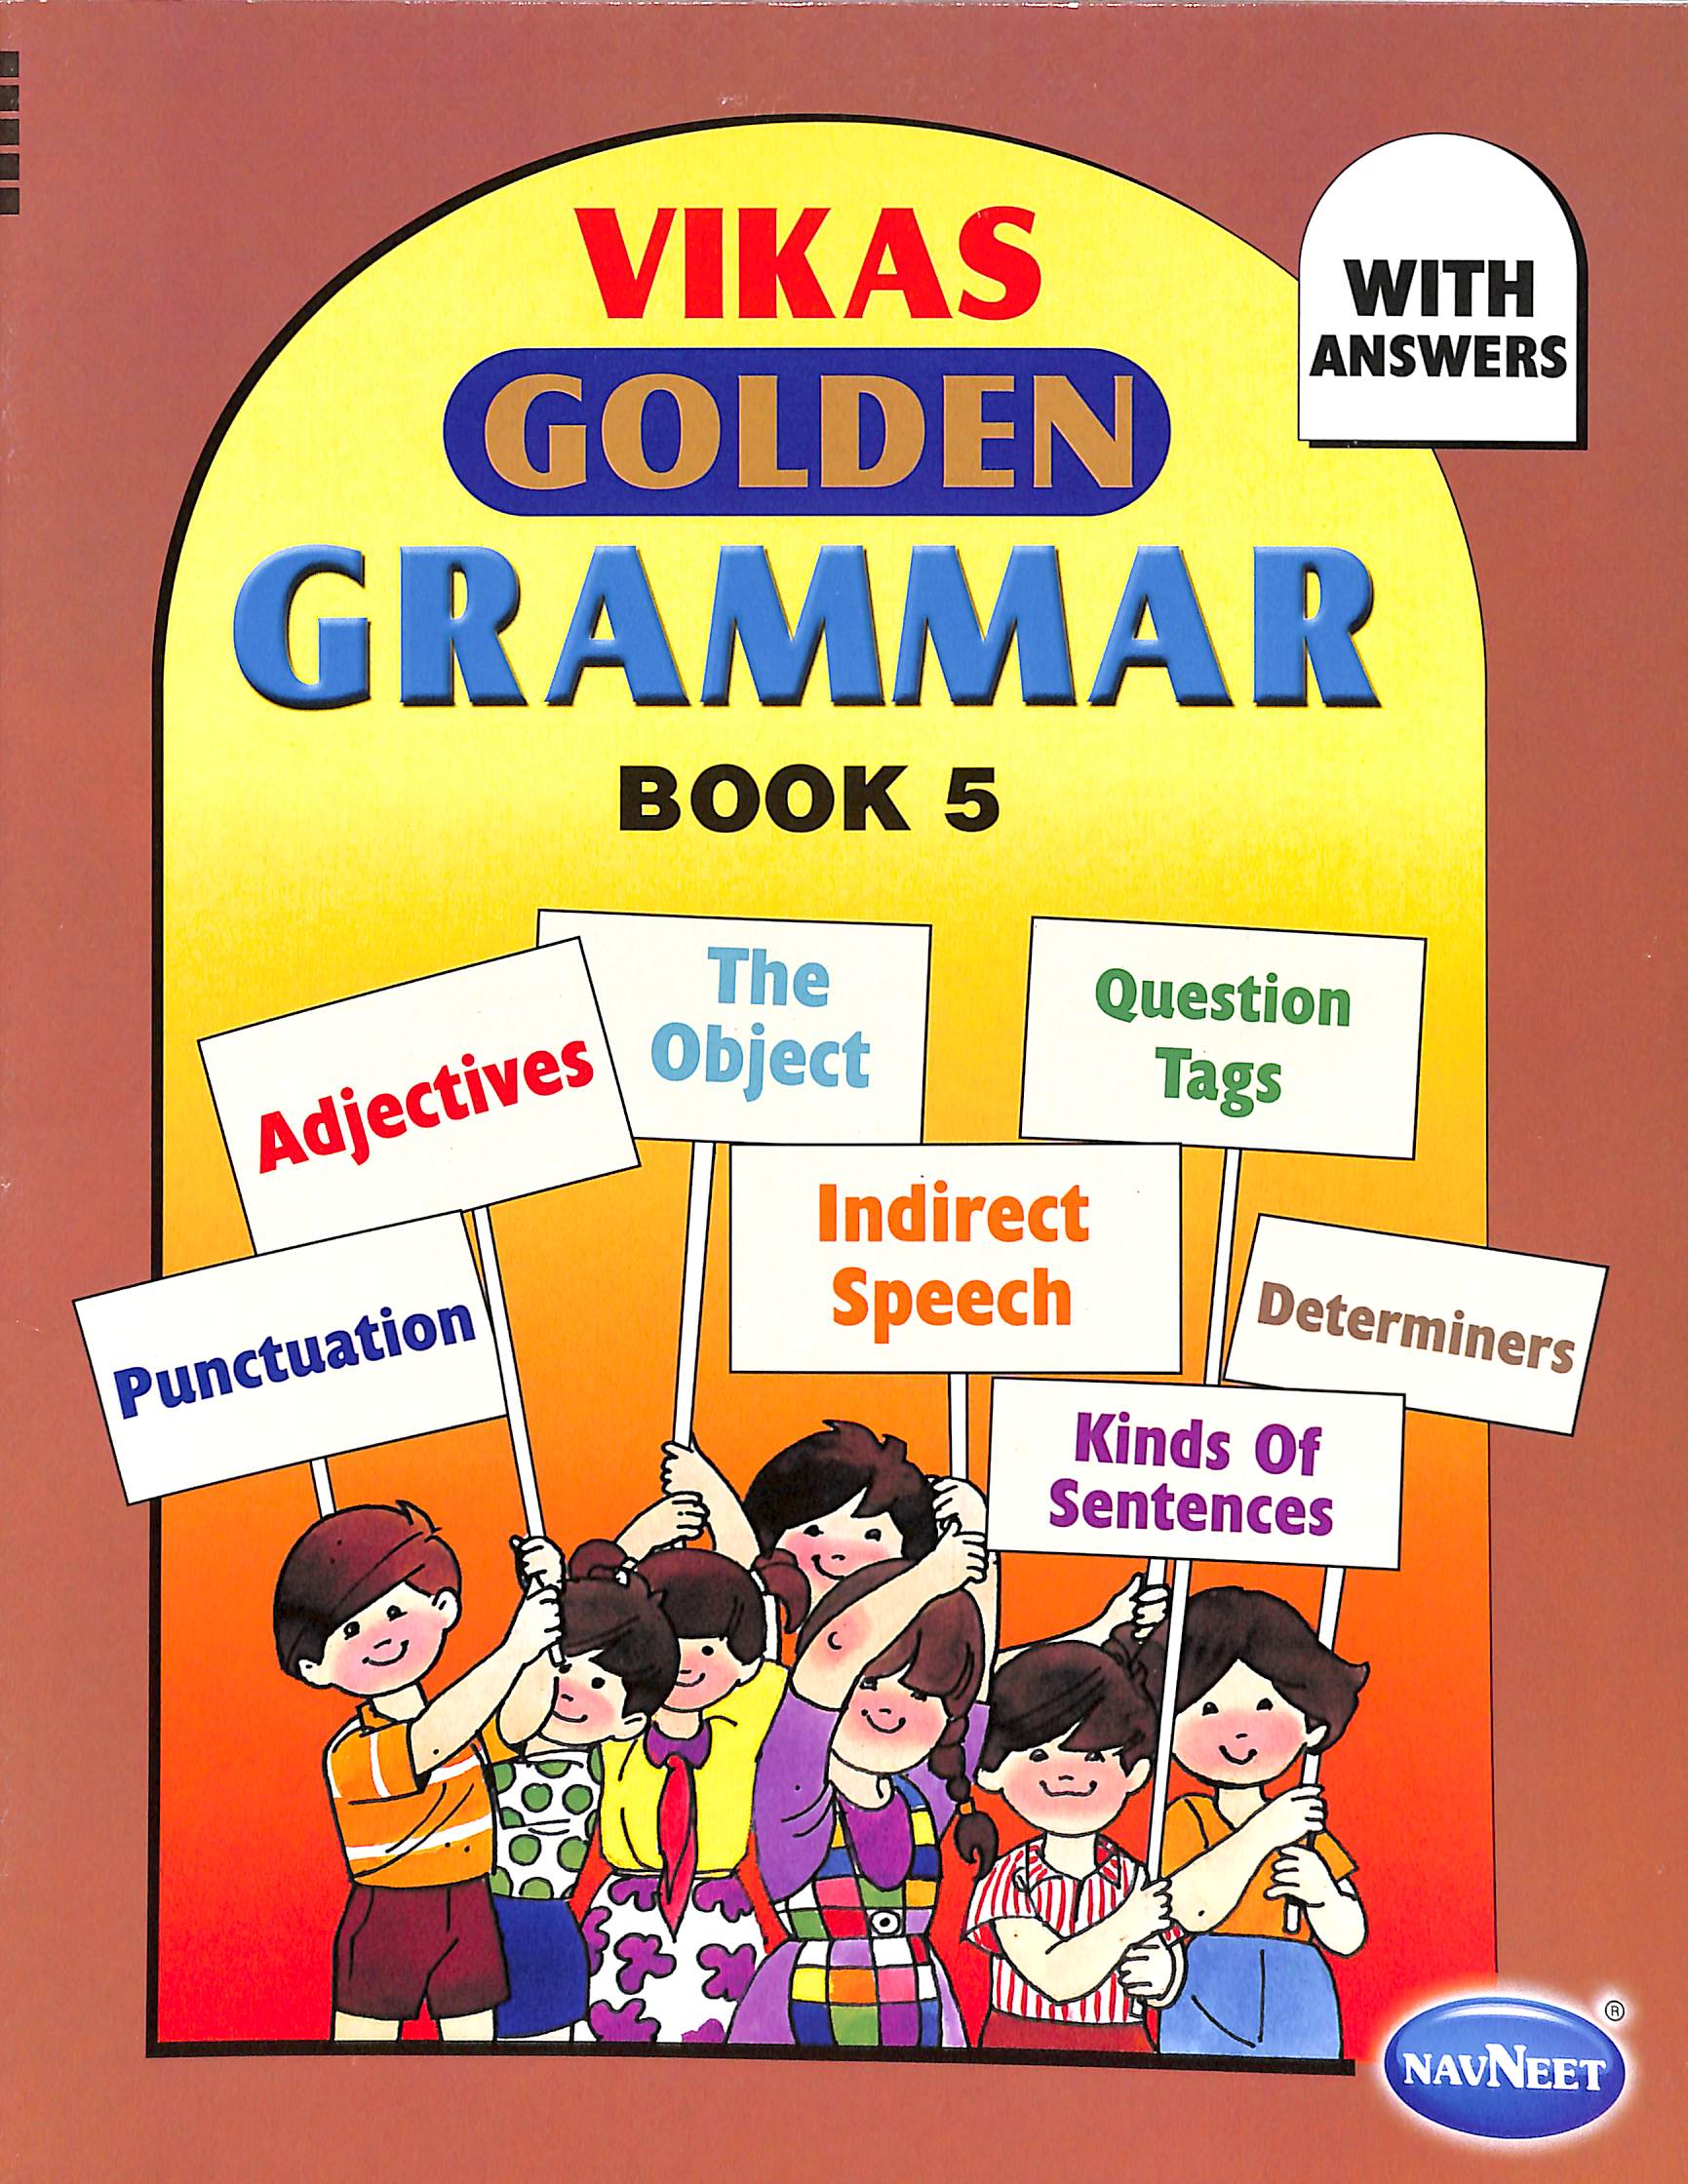 VIKAS
GOLDEN
GRAMMAR
BOOK 5
WITH
ANSWERS
Adjectives
The
Object
Question
Tags
Punctuation
Indirect
Speech
Determiners
Kinds Of
Sentences
NAVNEET ®